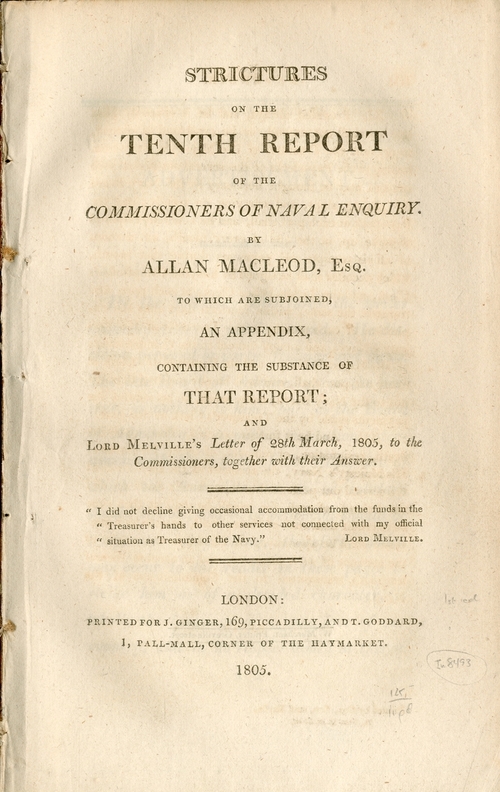 STRICTURES
ON THE
TENTH REPORT
OF THE
COMMISSIONERS OF NAVAL ENQUIRY.
BY
ALLAN MACLEOD, Esq.
TO WHICH ARE SUBJOINED,
AN APPENDIX,
CONTAINING THE SUBSTANCE OF
THAT REPORT;
AND
LORD MELVILLE'S Letter of 28th March, 1805, to the
Commissioners, together with their Answer.
" I did not decline giving occasional accommodation from the funds in the
" Treasurer's hands to other services not connected with my official
" situation as Treasurer of the Navy." LORD MELVILLE.
LONDON:
PRINTED FOR J. GINGER, 169, PICCADILLY, AND T. GODDARD,
1, PALL-MALL, CORNER OF THE HAYMARKET.
1805.